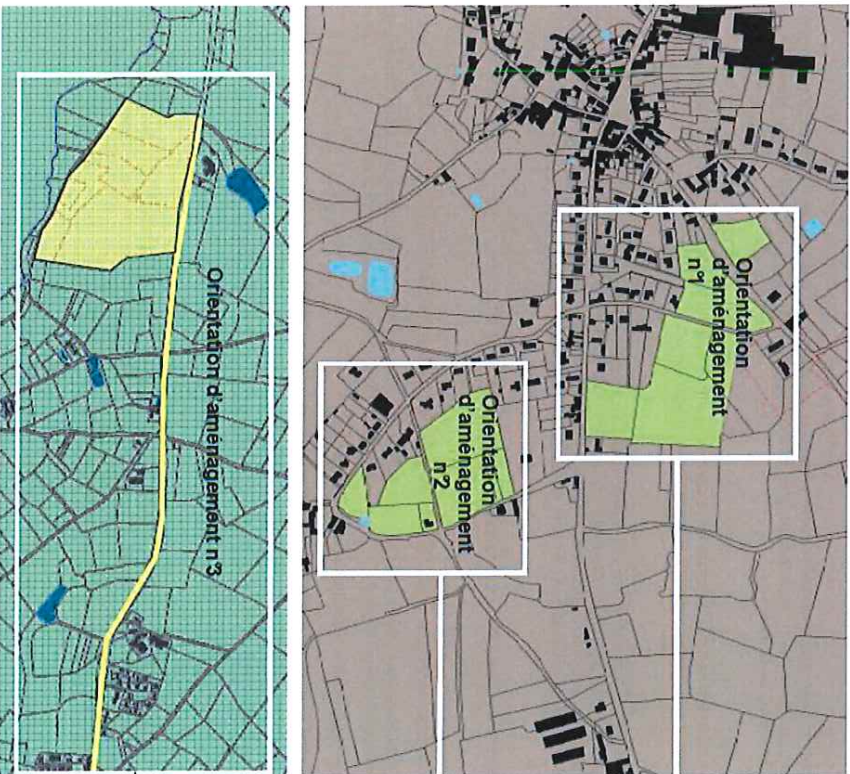 Orientation
d'aménagement
n°1
Orientation
d'aménagement
n°2
Orientation d'aménagement n°3